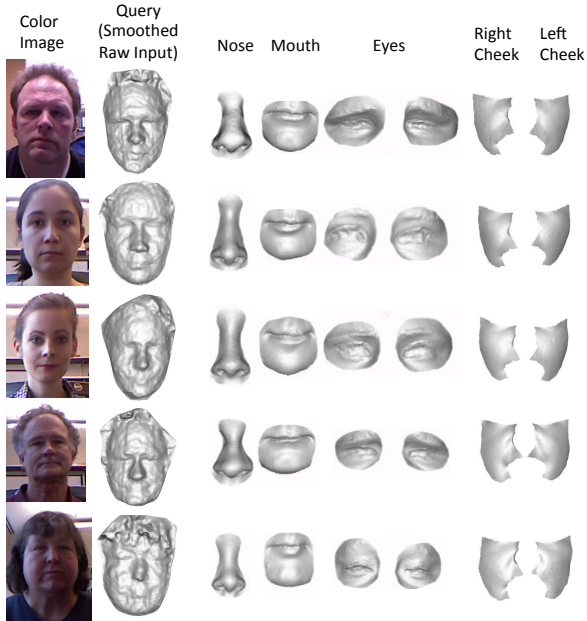 Color
Image
Query
(Smoothed
Raw Input)
Nose
Mouth
Eyes
Right
Cheek
Left
Cheek